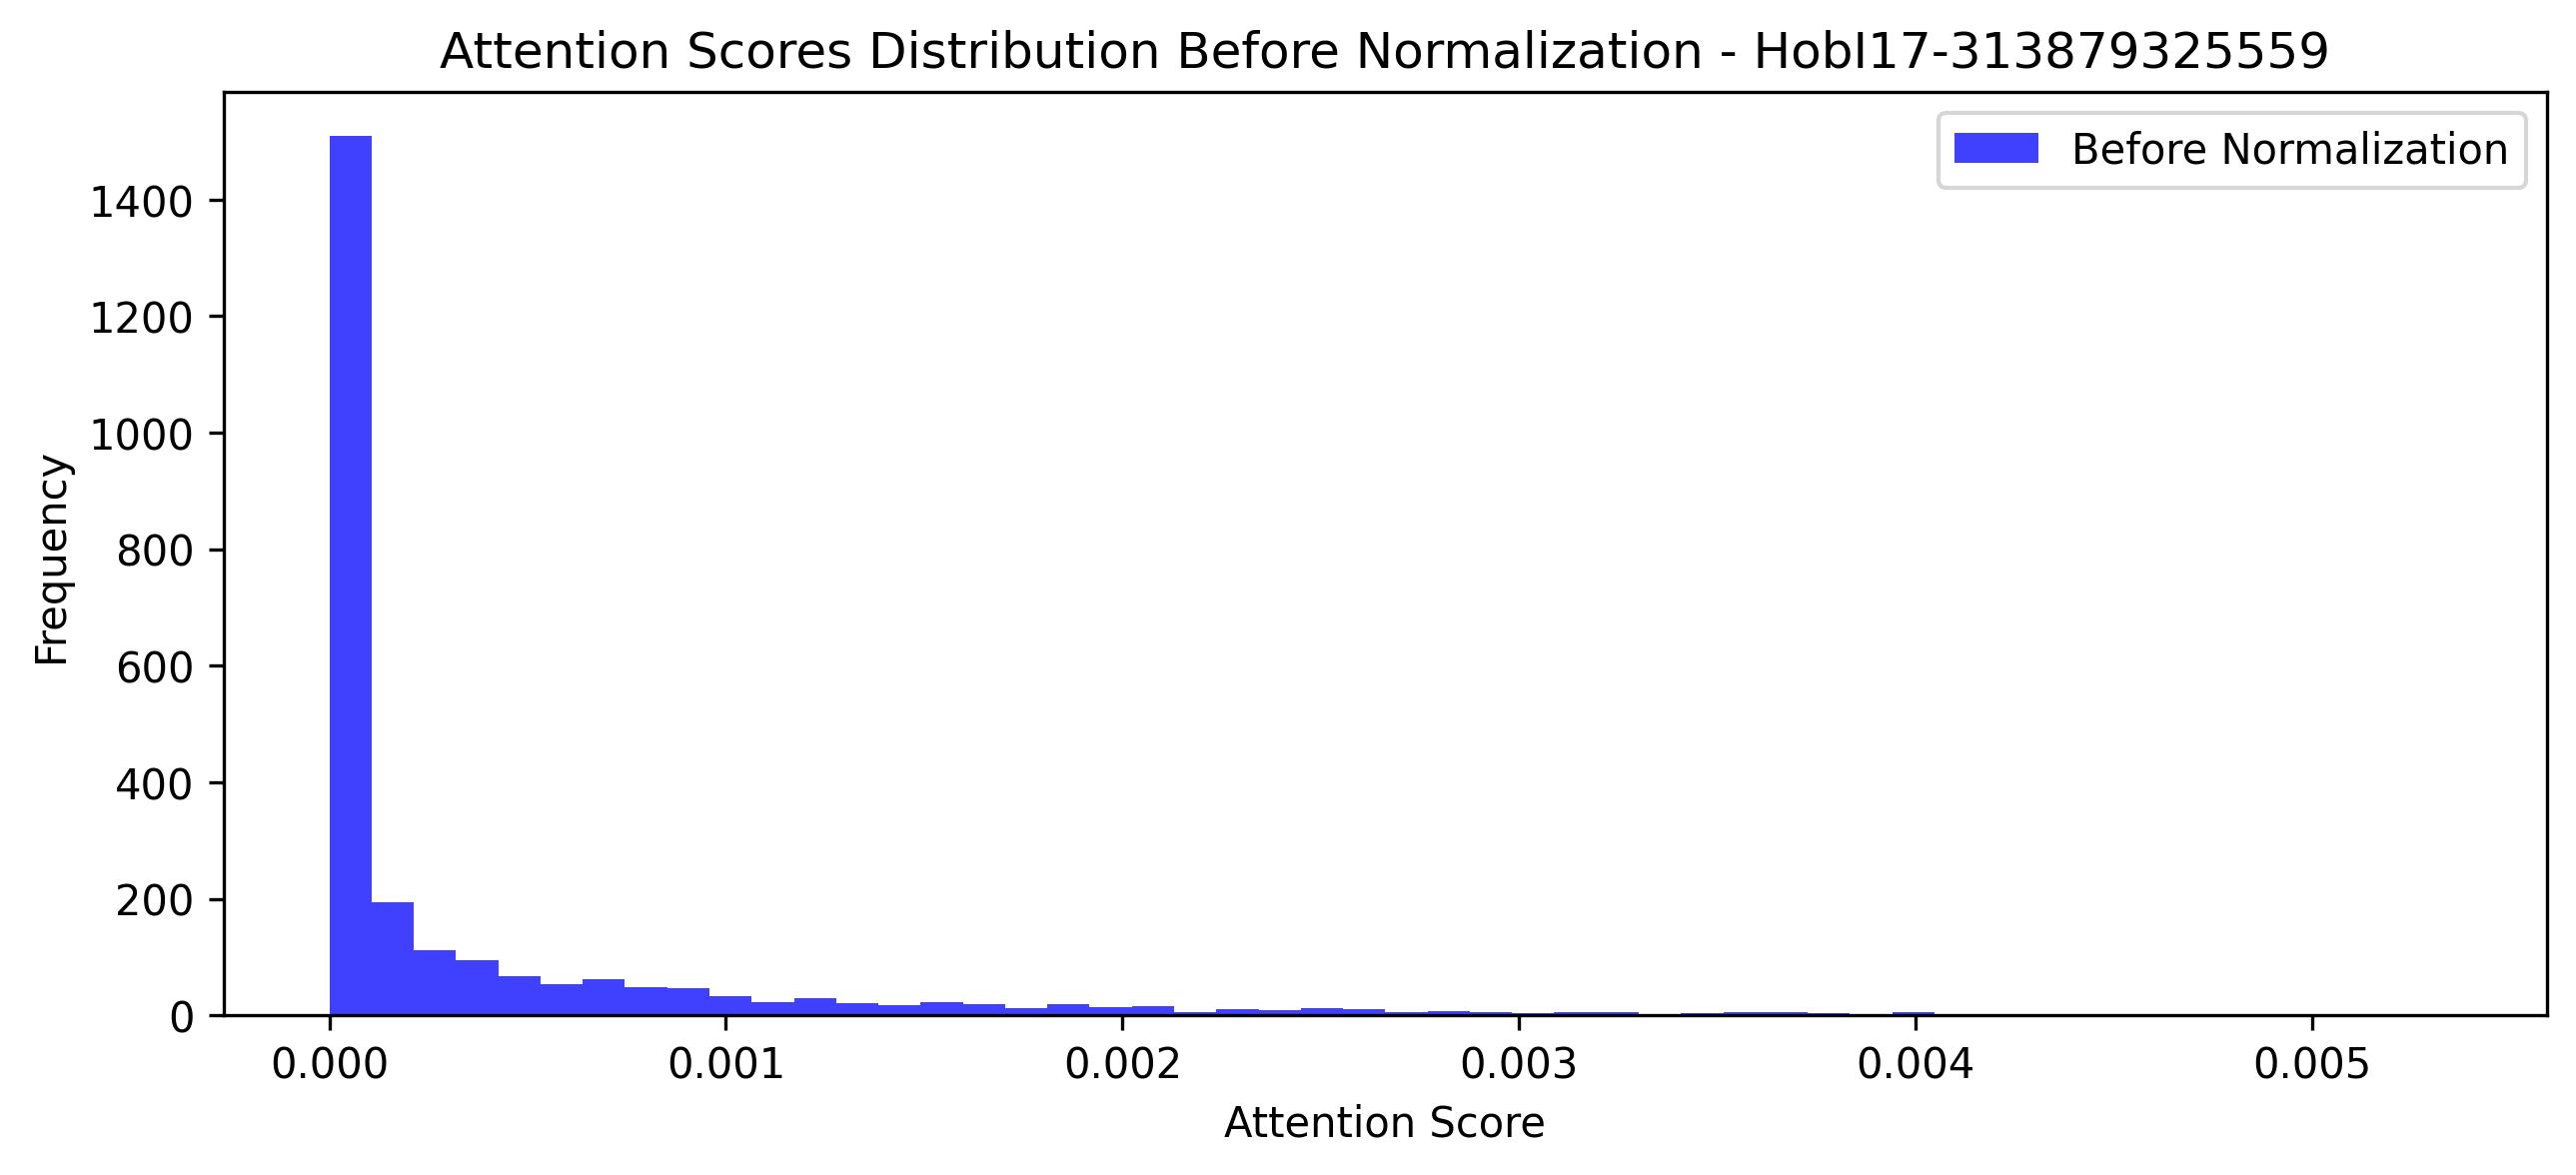 Attention Scores Distribution Before Normalization - HobI17-313879325559
Before Normalization
1400
1200
1000
800
600
400
200
0
Frequency
0.000 0.001 0.002 0.003 0.004 0.005
Attention Score